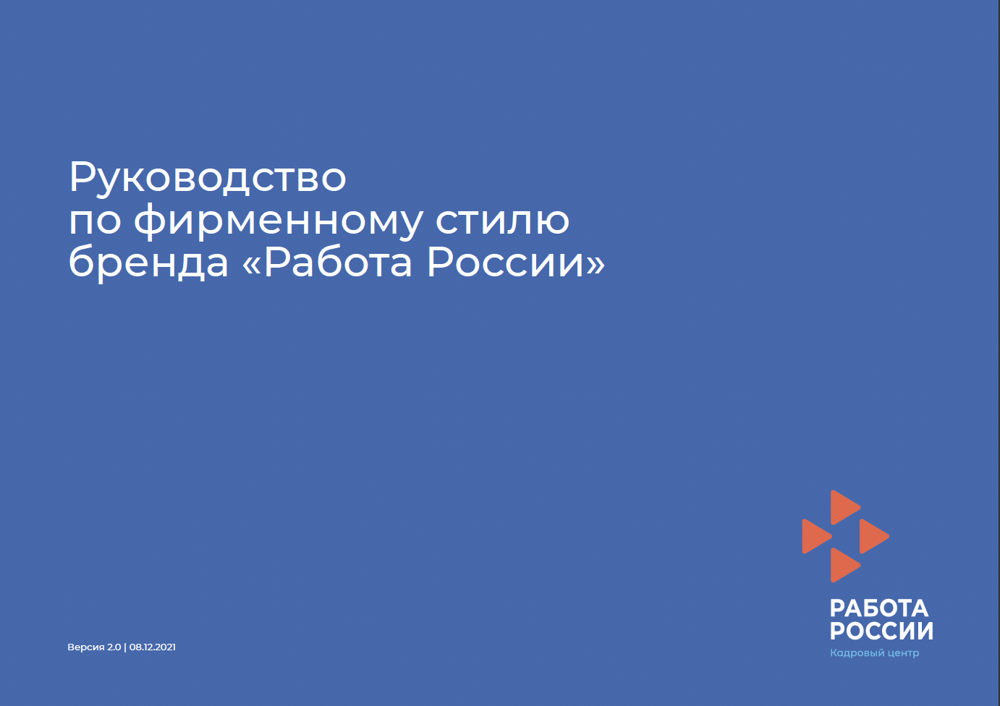 Руководство
по фирменному стилю
бренда «Работа России»
РАБОТА
РОССИИ
Кадровый центр
Версия 2.0 | 08.12.2021